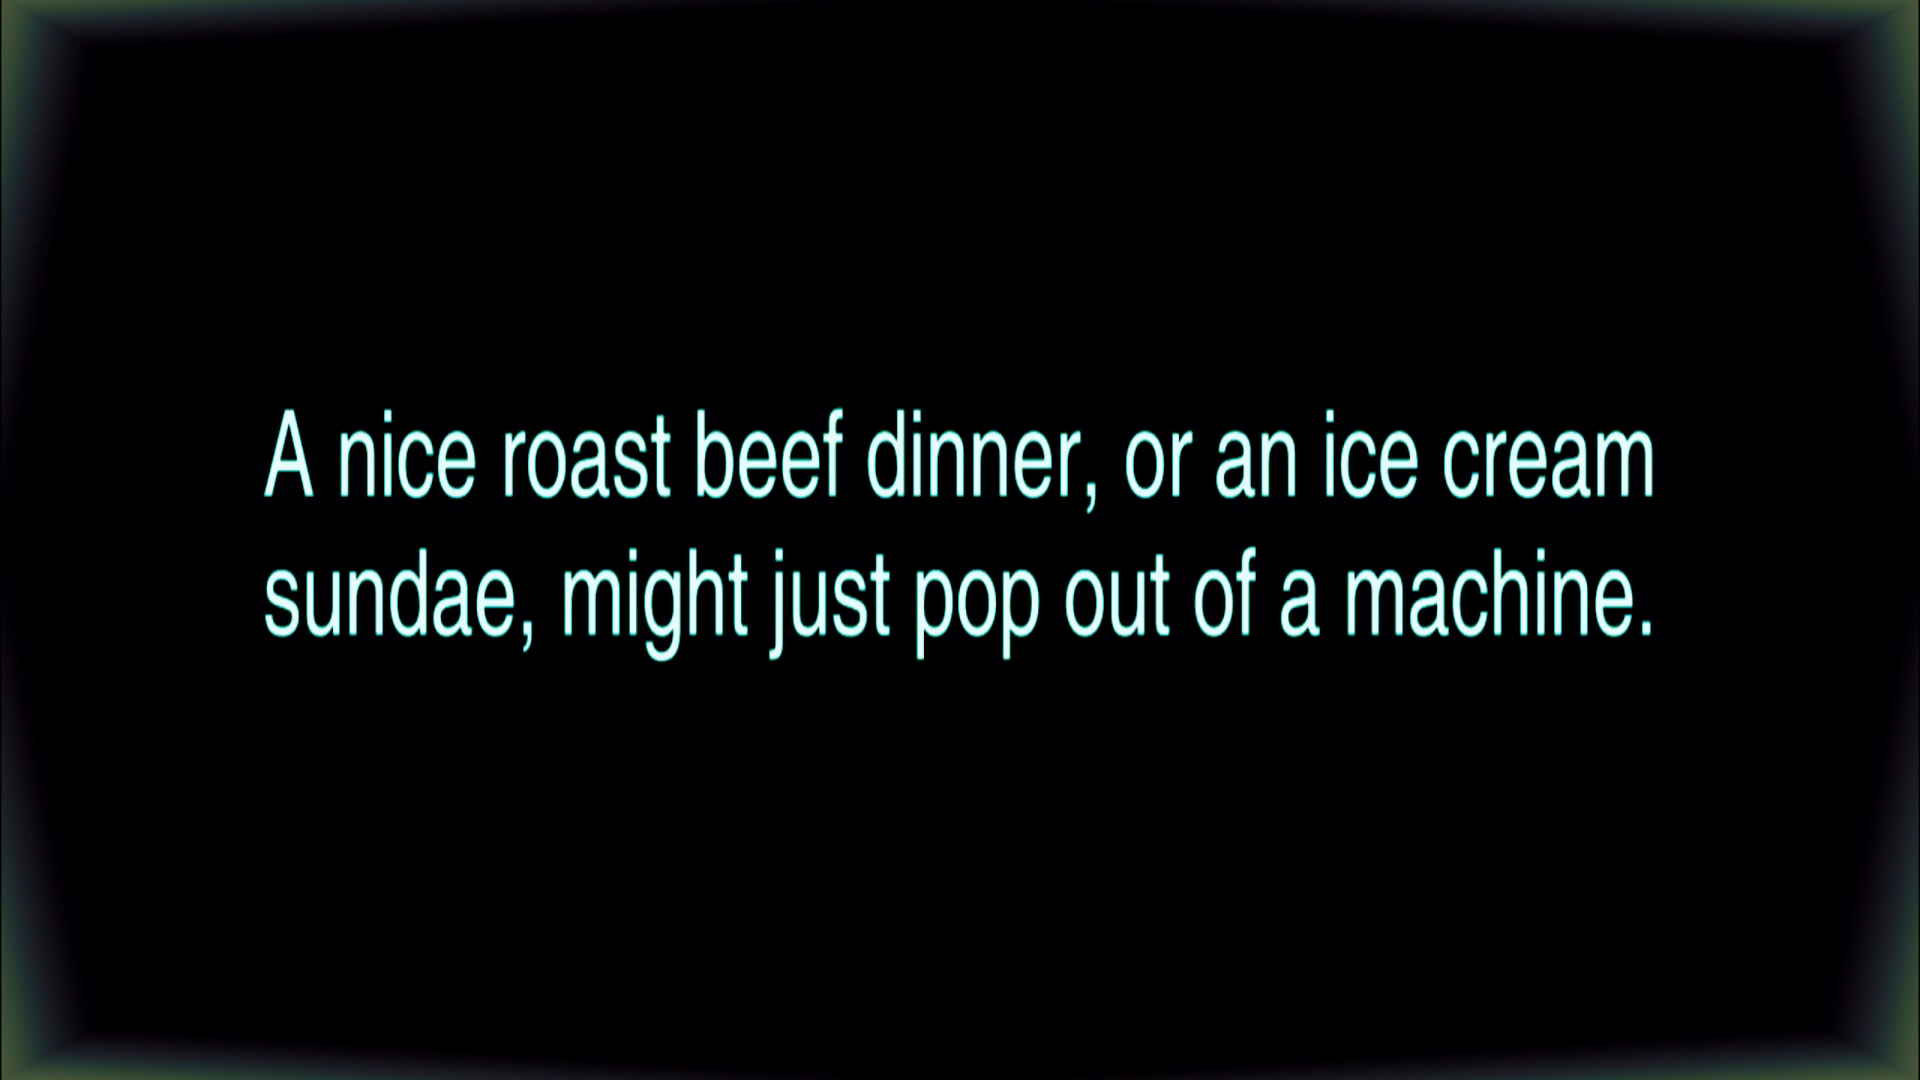 A nice roast beef dinner, or an ice cream
sundae, might just pop out of a machine.